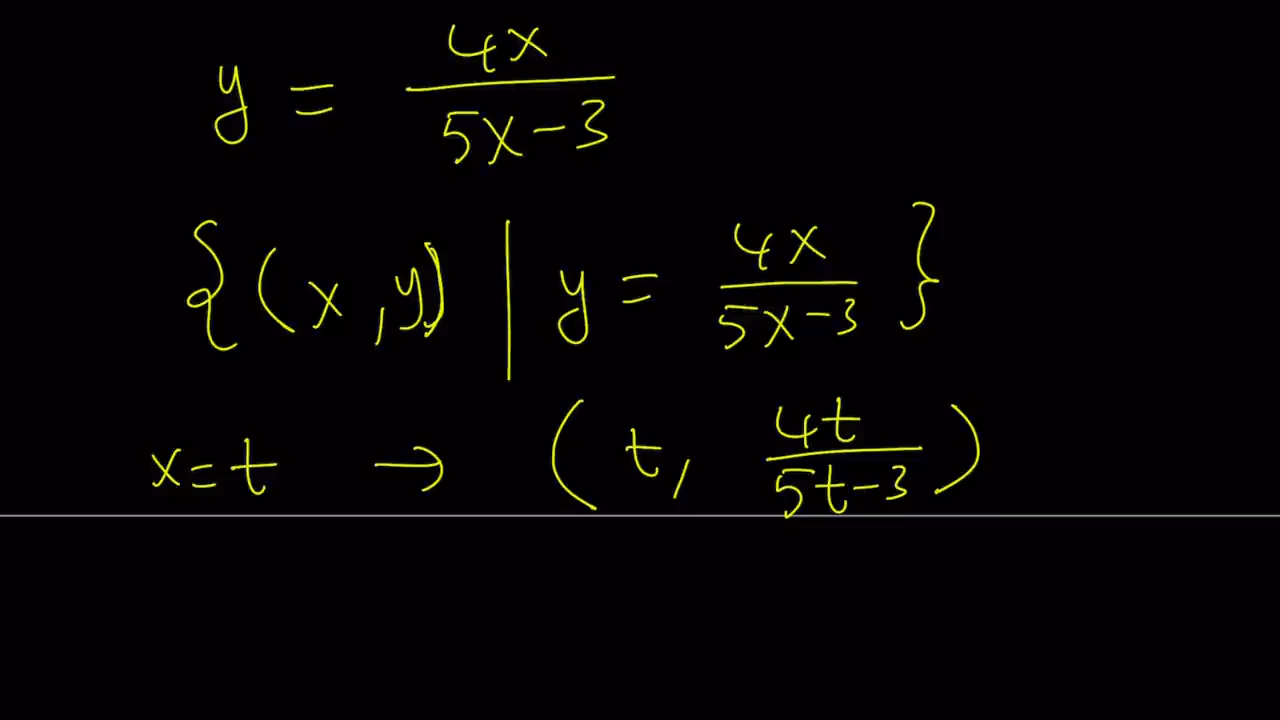 y = 4x / 5x-3
{(x,y) | y = 4x / 5x-3}
x=t → (t, 4t / 5t-3)